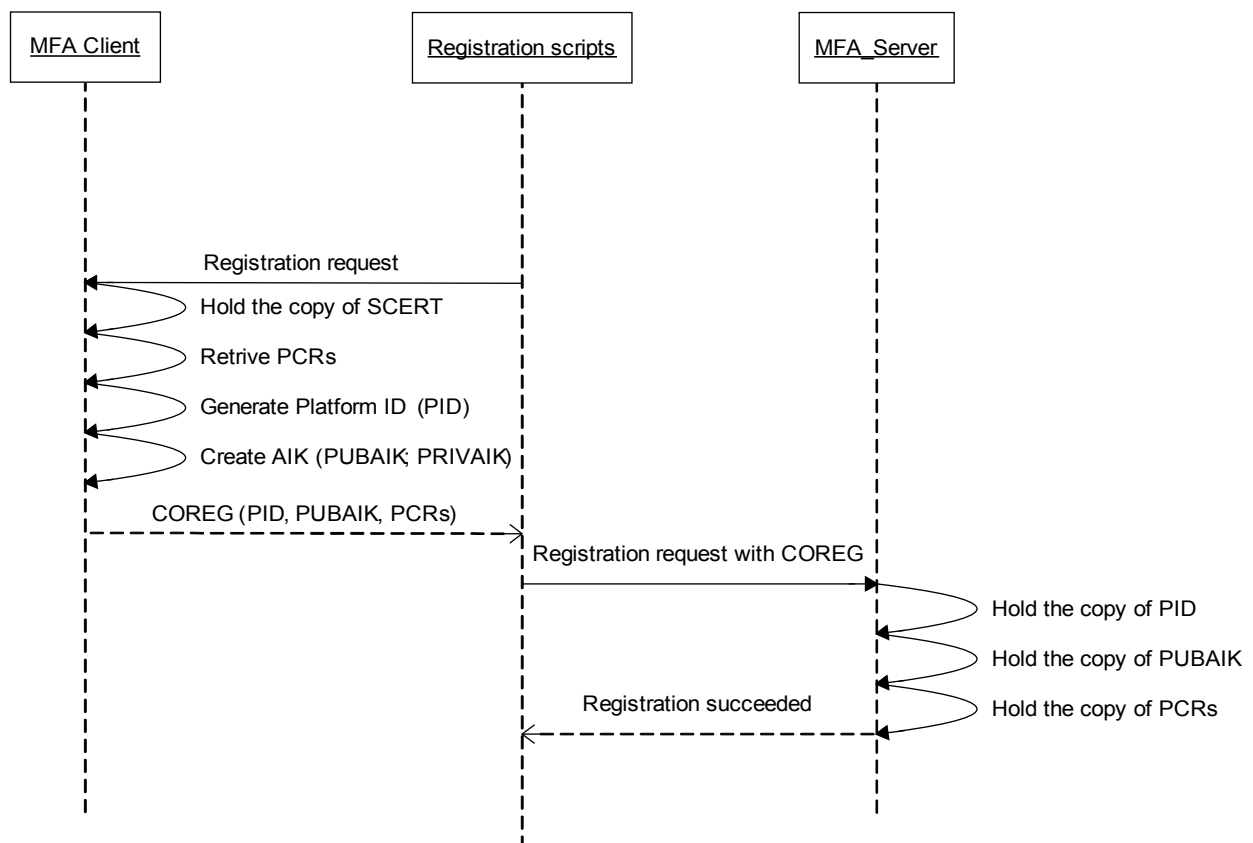 MFA Client
Registration scripts
MFA_Server
Registration request
Hold the copy of SCERT
Retrive PCRs
Generate Platform ID (PID)
Create AIK (PUBAIK; PRIVAIK)
COREG (PID, PUBAIK, PCRs)
Registration request with COREG
Hold the copy of PID
Hold the copy of PUBAIK
Registration succeeded
Hold the copy of PCRs